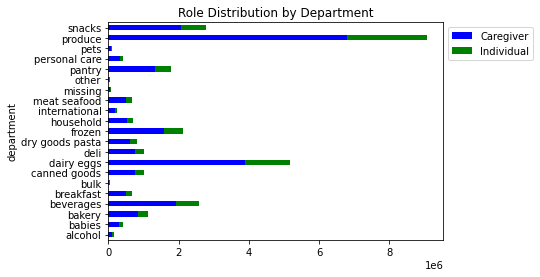 Role Distribution by Department
Caregiver
Individual
department
snacks
produce
pets
personal care
pantry
other
missing
meat seafood
international
household
frozen
dry goods pasta
deli
dairy eggs
canned goods
bulk
breakfast
beverages
bakery
babies
alcohol
0 2 4 6 8
1e6